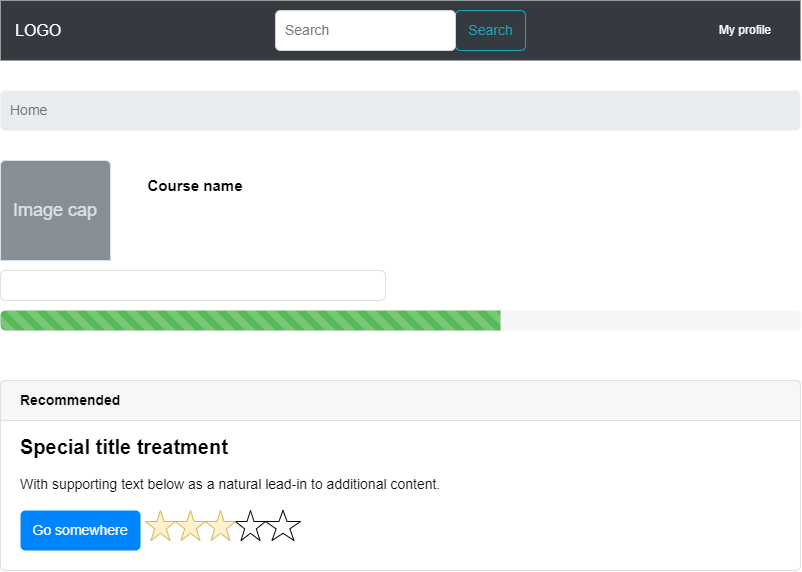 LOGO
Search
Search
My profile
Home
Image cap
Course name
Recommended
Special title treatment
With supporting text below as a natural lead-in to additional content.
Go somewhere